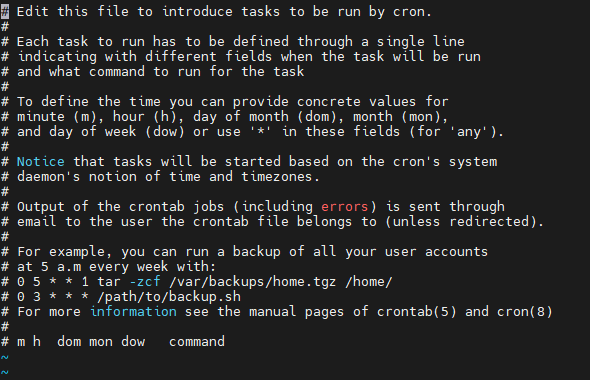 # Edit this file to introduce tasks to be run by cron.
#
# Each task to run has to be defined through a single line
# indicating with different fields when the task will be run
# and what command to run for the task
#
# To define the time you can provide concrete values for
# minute (m), hour (h), day of month (dom), month (mon),
# and day of week (dow) or use '*' in these fields (for 'any').
#
# Notice that tasks will be started based on the cron's system
# daemon's notion of time and timezones.
#
# Output of the crontab jobs (including errors) is sent through
# email to the user the crontab file belongs to (unless redirected).
#
# For example, you can run a backup of all your user accounts
# at 5 a.m every week with:
# 0 5 * * 1 tar -zcf /var/backups/home.tgz /home/
# 0 3 * * * /path/to/backup.sh
# For more information see the manual pages of crontab(5) and cron(8)
#
# m h  dom mon dow   command
~
~